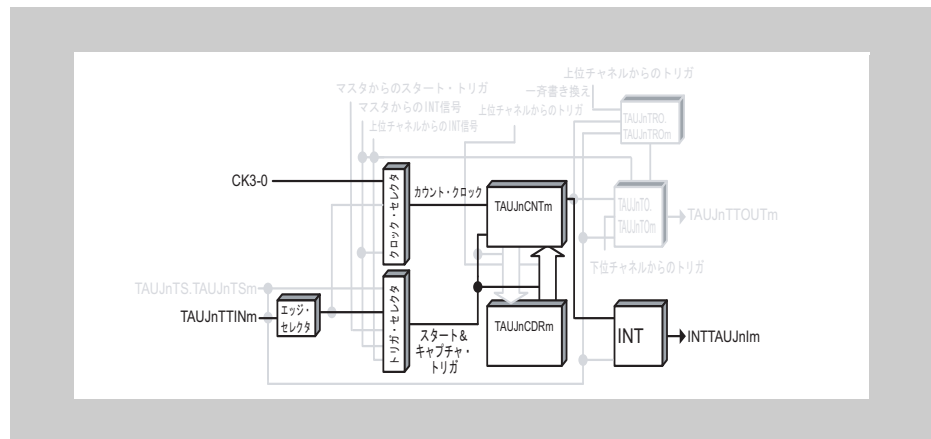 上位チャネルからのトリガ
マスタからのスタート・トリガ
一斉書き換え
マスタからのINT信号
上位チャネルからのトリガ
上位チャネルからのINT信号
TAUJnTRO.
TAUJnTROm
CK3-0
クロック・セレクタ
カウント・クロック
TAUJnCNTm
TAUJnTO.
TAUJnTOm
TAUJnTTOUTm
下位チャネルからのトリガ
TAUJnTS.TAUJnTSm
TAUJnTTINm
エッジ・
セレクタ
トリガ・セレクタ
スタート&
キャプチャ・
トリガ
TAUJnCDRm
INT
INTTAUJnIm